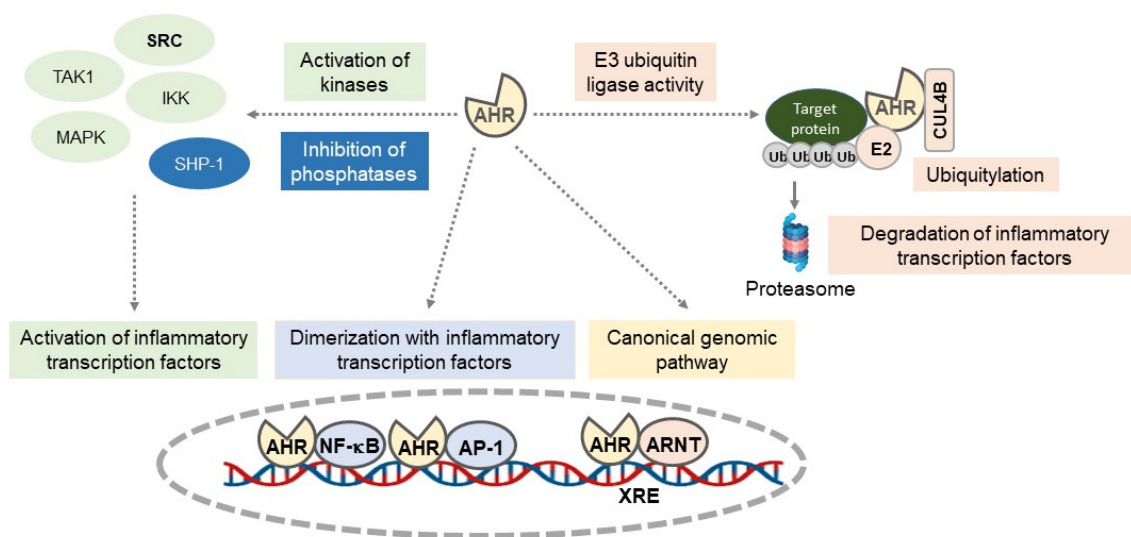 SRC
TAK1
IKK
MAPK
SHP-1
Activation of
kinases
Inhibition of
phosphatases
AHR
E3 ubiquitin
ligase activity
Target
protein
AHR
CUL4B
E2
Ub Ub Ub Ub
Ubiquitylation
Proteasome
Degradation of inflammatory
transcription factors
Activation of inflammatory
transcription factors
Dimerization with inflammatory
transcription factors
Canonical genomic
pathway
AHR NF-κB AHR AP-1 AHR ARNT
XRE